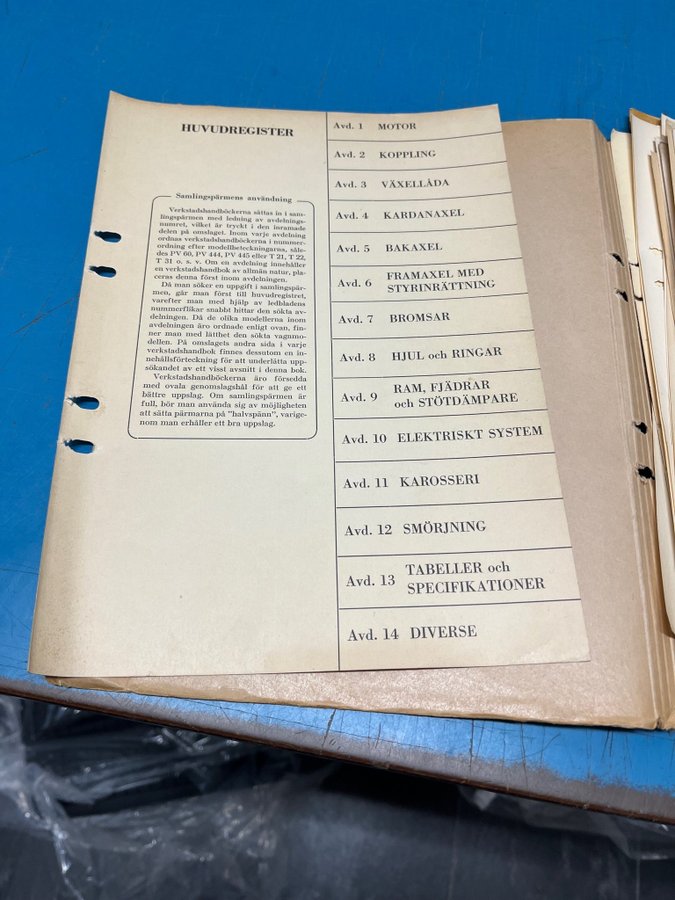 HUVUDREGISTER
Samlingspärmens användning
Verkstadshandböckerna sättas in i sam-
lingspärmen med ledning av avdelnings-
numret, vilket är tryckt i den inramade
delen på omslaget. Inom varje avdelning
ordnas verkstadshandböckerna i nummer-
ordning efter modellbeteckningarna, såle-
des PV 60, PV 444, PV 445 eller T 21, T 22,
T 31 o. s. v. Om en avdelning innehåller
en verkstadshandbok av allmän natur, pla-
ceras denna först inom avdelningen.
Då man söker en uppgift i samlingspär-
men, går man först till huvudregistret,
varefter man med hjälp av ledbladens
nummerflikar snabbt hittar den sökta av-
delningen. Då de olika modellerna inom
avdelningen äro ordnade enligt ovan, fin-
ner man med lätthet den sökta vagnmo-
dellen. På omslagets andra sida i varje
verkstadshandbok finnes dessutom en in-
nehållsförteckning för att underlätta upp-
sökandet av ett visst avsnitt i denna bok.
Verkstadshandböckerna äro försedda
med ovala genomslagshål för att ge ett
bättre uppslag. Om samlingspärmen är
full, bör man använda sig av möjligheten
att sätta pärmarna på "halvspänn", varige-
nom man erhåller ett bra uppslag.
Avd. 1 MOTOR
Avd. 2 KOPPLING
Avd. 3 VÄXELLÅDA
Avd. 4 KARDANAXEL
Avd. 5 BAKAXEL
Avd. 6 FRAMAXEL MED
STYRINRÄTTNING
Avd. 7 BROMSAR
Avd. 8 HJUL och RINGAR
Avd. 9 RAM, FJÄDRAR
och STÖTDÄMPARE
Avd. 10 ELEKTRISKT SYSTEM
Avd. 11 KAROSSERI
Avd. 12 SMÖRJNING
Avd. 13 TABELLER och
SPECIFIKATIONER
Avd. 14 DIVERSE